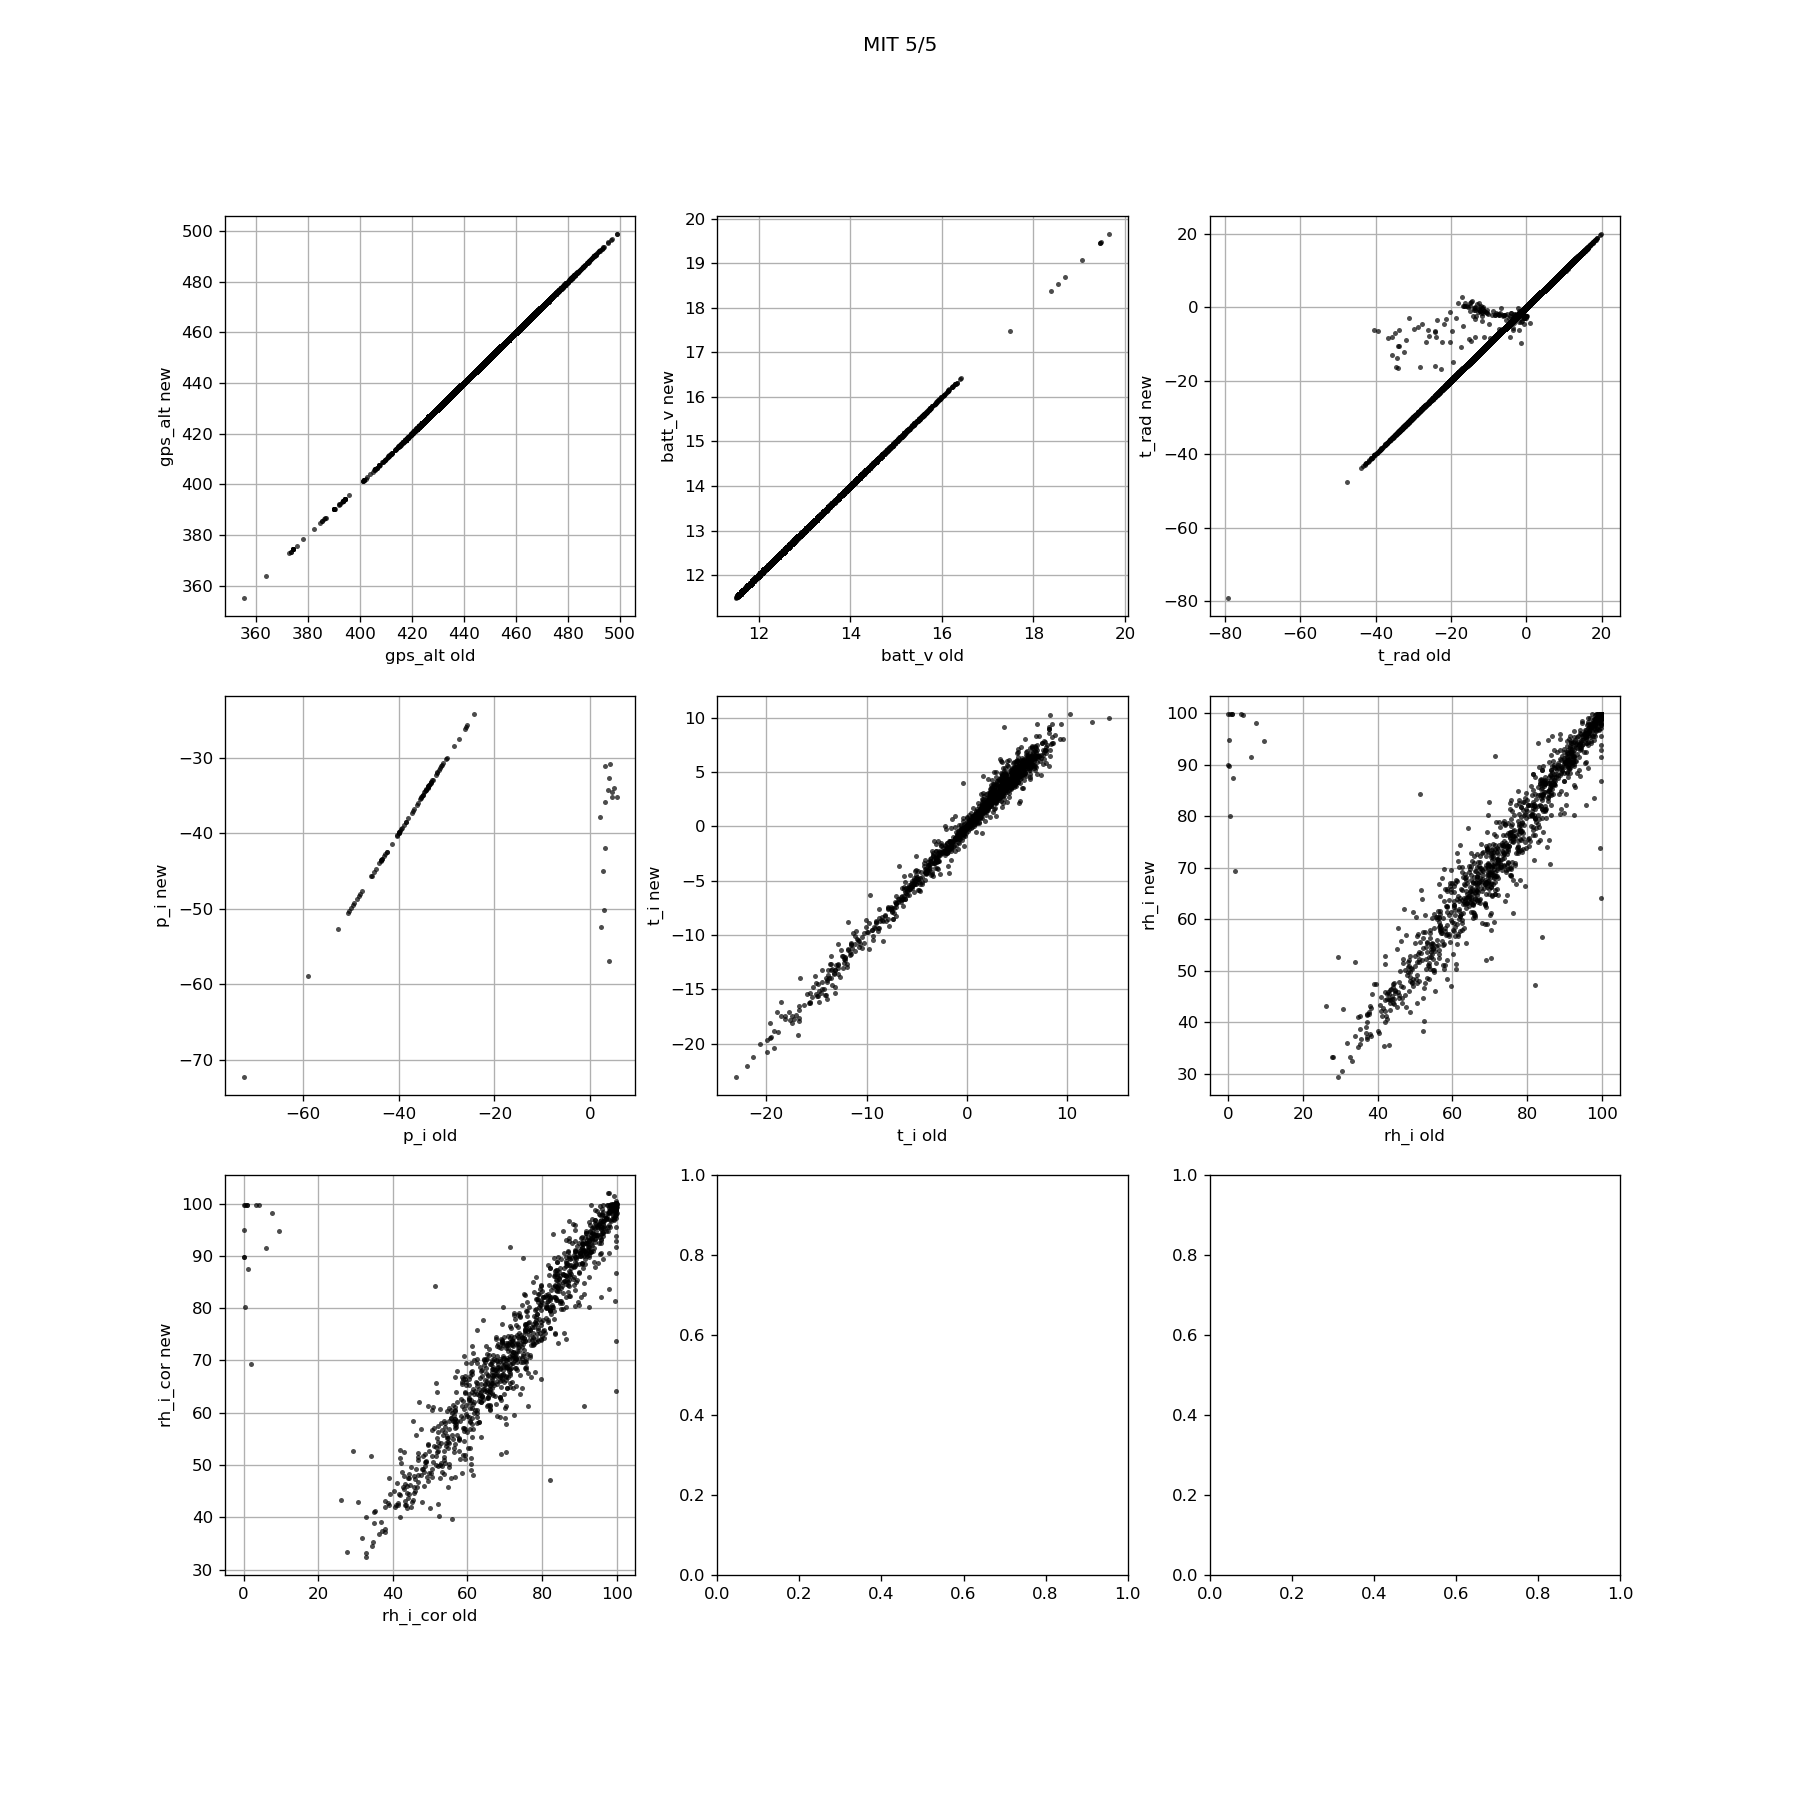 MIT 5/5
500
480
460
440
420
400
380
360
gps_alt new
360 380 400 420 440 460 480 500
gps_alt old
20
19
18
17
16
15
14
13
12
batt_v new
12 14 16 18 20
batt_v old
20
0
−20
−40
−60
−80
t_rad new
−80 −60 −40 −20 0 20
t_rad old
−30
−40
−50
−60
−70
p_i new
−60 −40 −20 0
p_i old
10
5
0
−5
−10
−15
−20
t_i new
−20 −10 0 10
t_i old
100
90
80
70
60
50
40
30
rh_i new
0 20 40 60 80 100
rh_i old
100
90
80
70
60
50
40
30
rh_i_cor new
0 20 40 60 80 100
rh_i_cor old
1.0
0.8
0.6
0.4
0.2
0.0
0.0 0.2 0.4 0.6 0.8 1.0
1.0
0.8
0.6
0.4
0.2
0.0
0.0 0.2 0.4 0.6 0.8 1.0